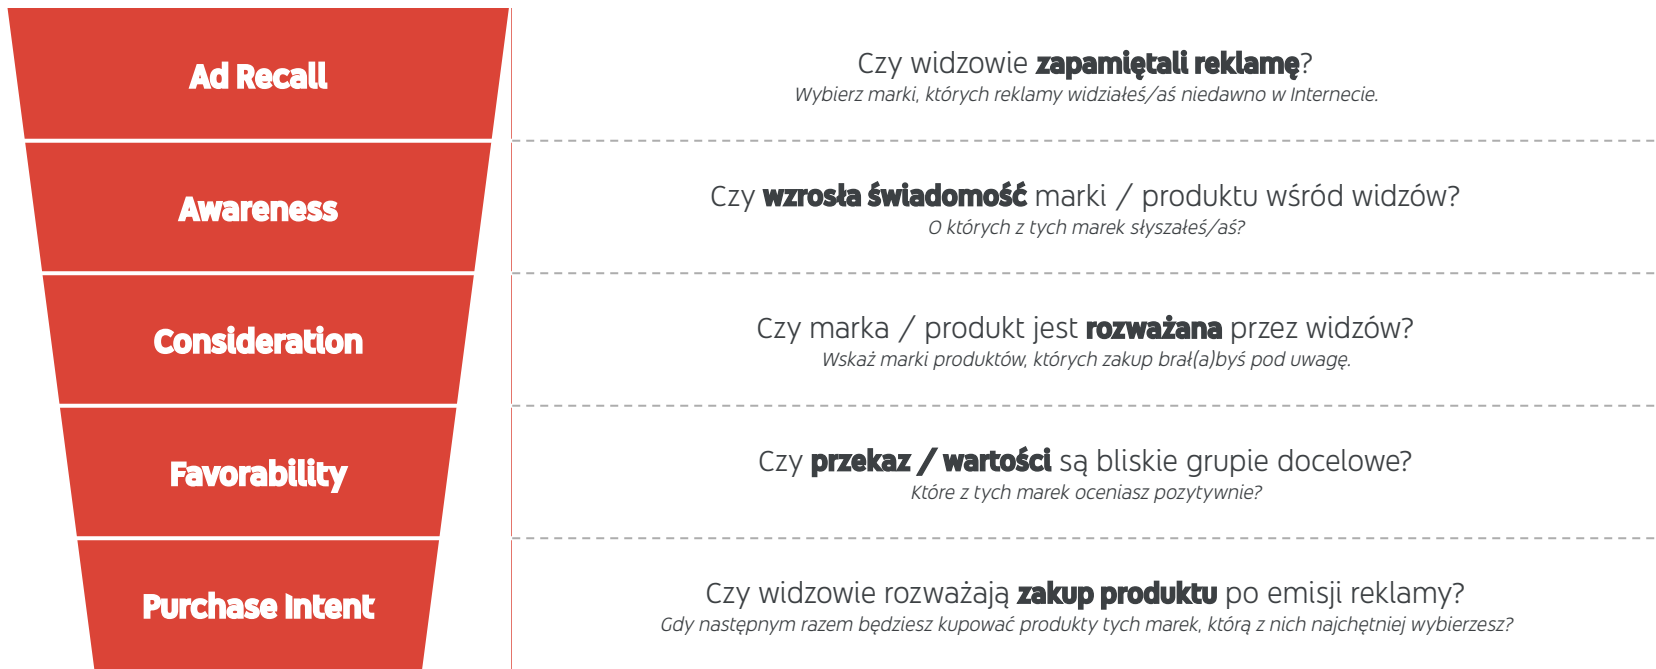 Ad Recall
Czy widzowie zapamiętali reklamę?
Wybierz marki, których reklamy widziałeś/aś niedawno w Internecie.
Awareness
Czy wzrosła świadomość marki / produktu wśród widzów?
O których z tych marek słyszałeś/aś?
Consideration
Czy marka / produkt jest rozważana przez widzów?
Wskaż marki produktów, których zakup brał(a)byś pod uwagę.
Favorability
Czy przekaz / wartości są bliskie grupie docelowe?
Które z tych marek oceniasz pozytywnie?
Purchase Intent
Czy widzowie rozważają zakup produktu po emisji reklamy?
Gdy następnym razem będziesz kupować produkty tych marek, którą z nich najchętniej wybierzesz?